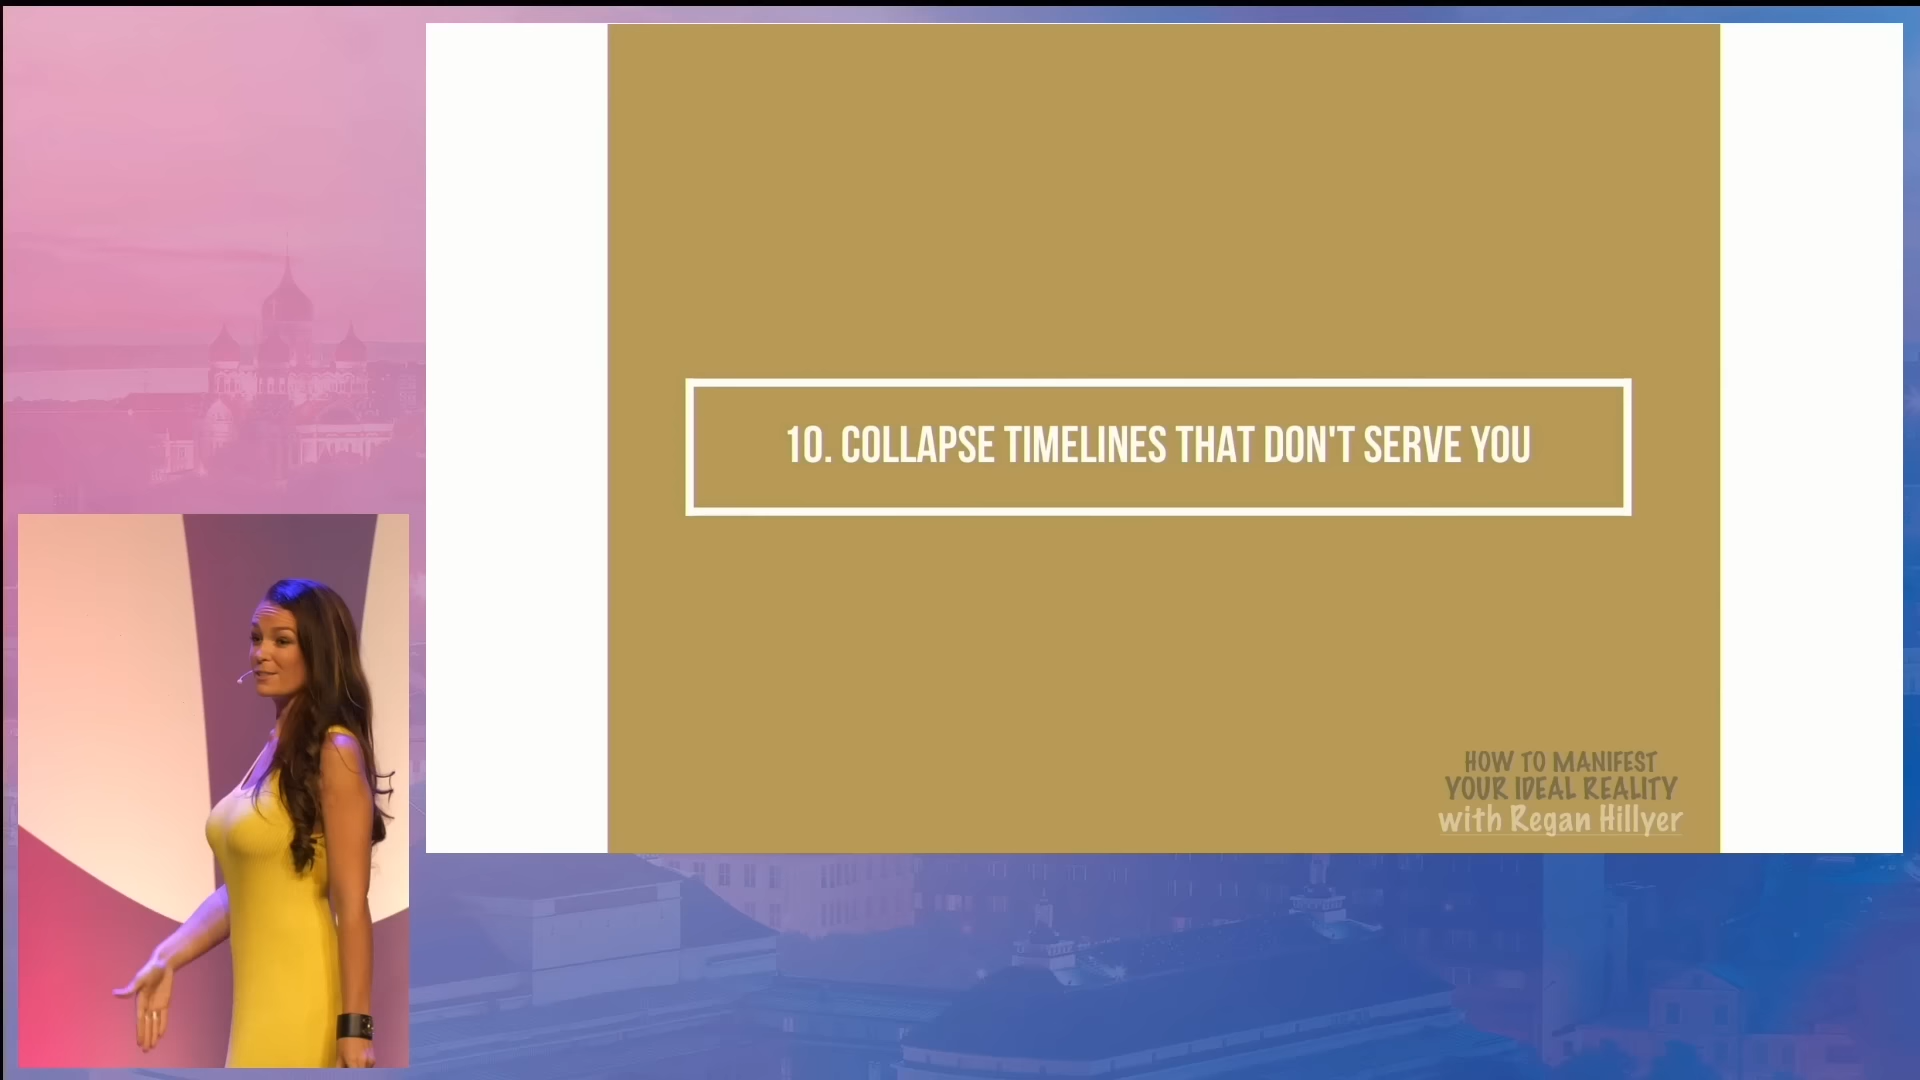 10. COLLAPSE TIMELINES THAT DON'T SERVE YOU
HOW TO MANIFEST
YOUR IDEAL REALITY
with Regan Hillyer